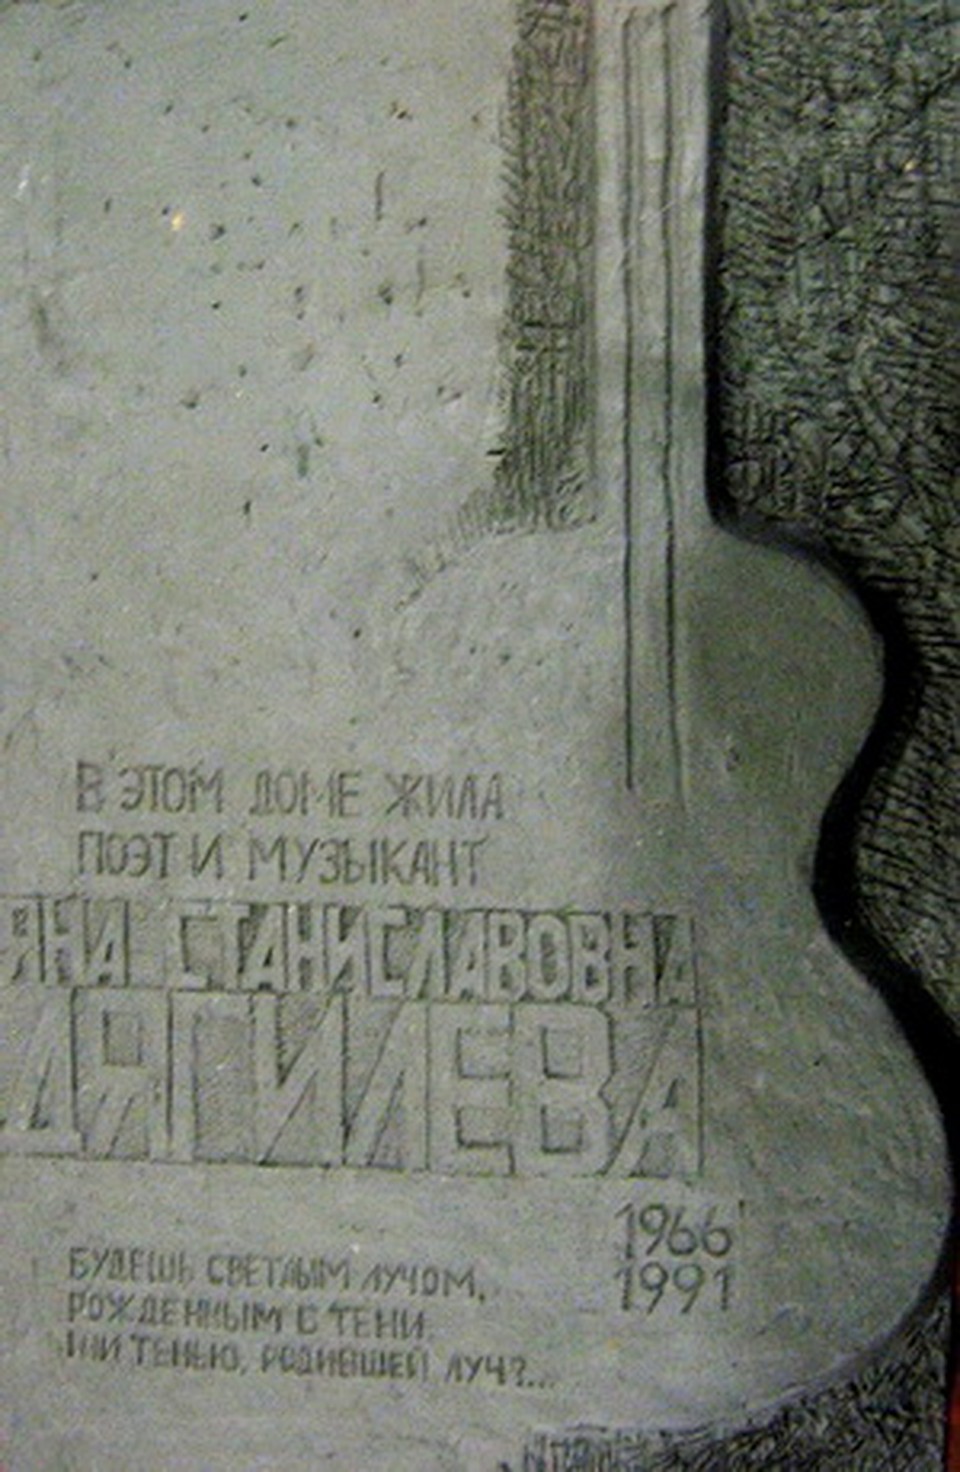 В ЭТОМ ДОМЕ ЖИЛА
ПОЭТ И МУЗЫКАНТ
ЯНА СТАНИСЛАВОВНА
ДЯГИЛЕВА
1966
1991
БУДЕШЬ СВЕТЛЫМ ЛУЧОМ,
РОЖДЕННЫМ В ТЕНИ.
ИЛИ ТЕНЬЮ, РОДИВШЕЙ ЛУЧ?...